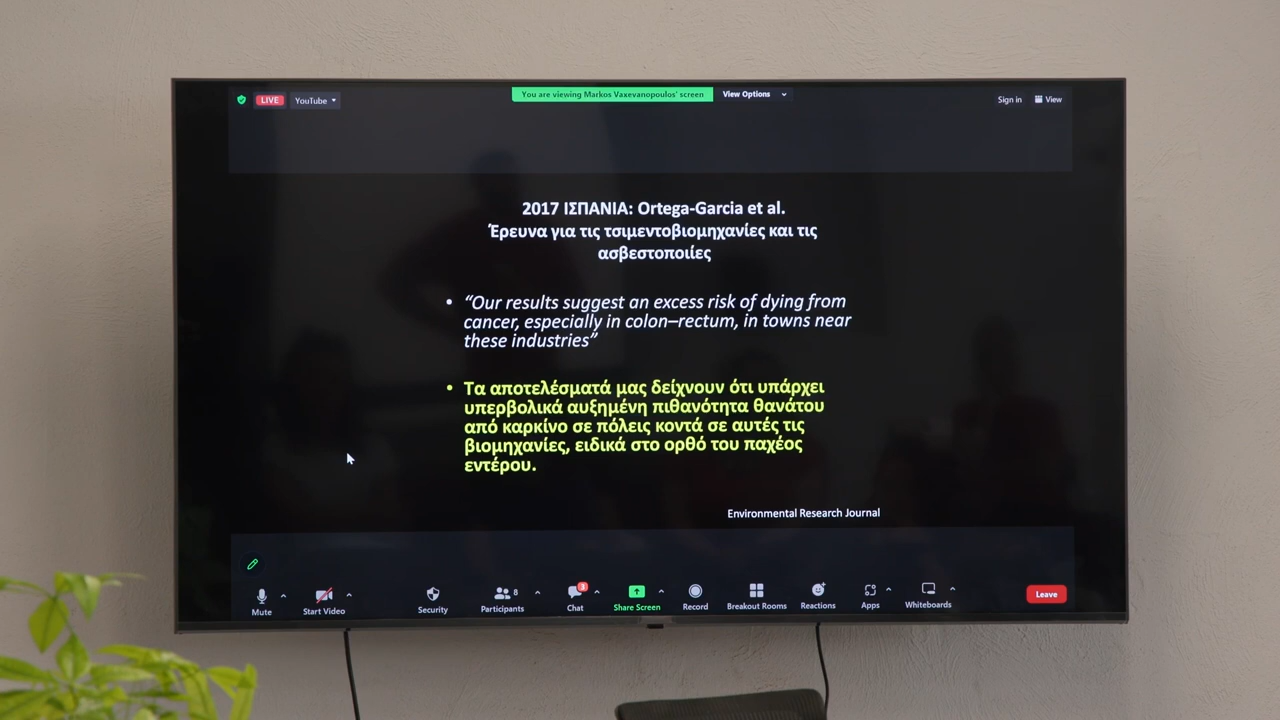 LIVE
YouTube
You are viewing Markos Vaxevanopoulos' screen
View Options
Sign in
View
2017 ΙΣΠΑΝΙΑ: Ortega-Garcia et al.
Έρευνα για τις τσιμεντοβιομηχανίες και τις
ασβεστοποιίες
• “Our results suggest an excess risk of dying from
cancer, especially in colon–rectum, in towns near
these industries”
• Τα αποτελέσματά μας δείχνουν ότι υπάρχει
υπερβολικά αυξημένη πιθανότητα θανάτου
από καρκίνο σε πόλεις κοντά σε αυτές τις
βιομηχανίες, ειδικά στο ορθό του παχέος
εντέρου.
Environmental Research Journal
Mute
Start Video
Security
8
Participants
3
Chat
Share Screen
Record
Breakout Rooms
Reactions
Apps
Whiteboards
Leave